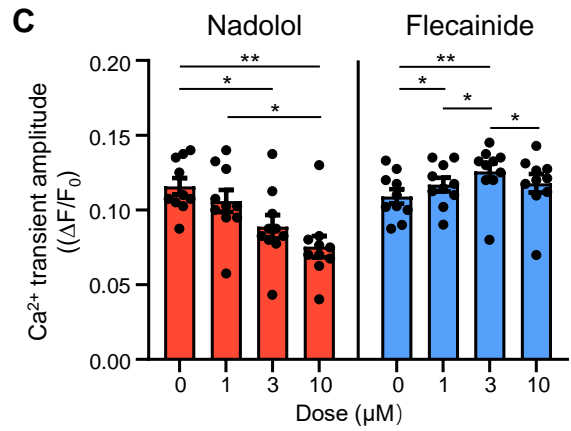 C
Nadolol
Flecainide
Ca²⁺ transient amplitude
((ΔF/F₀)
0.20
0.15
0.10
0.05
0.00
**
*
*
**
*
*
*
0 1 3 10 0 1 3 10
Dose (μM)